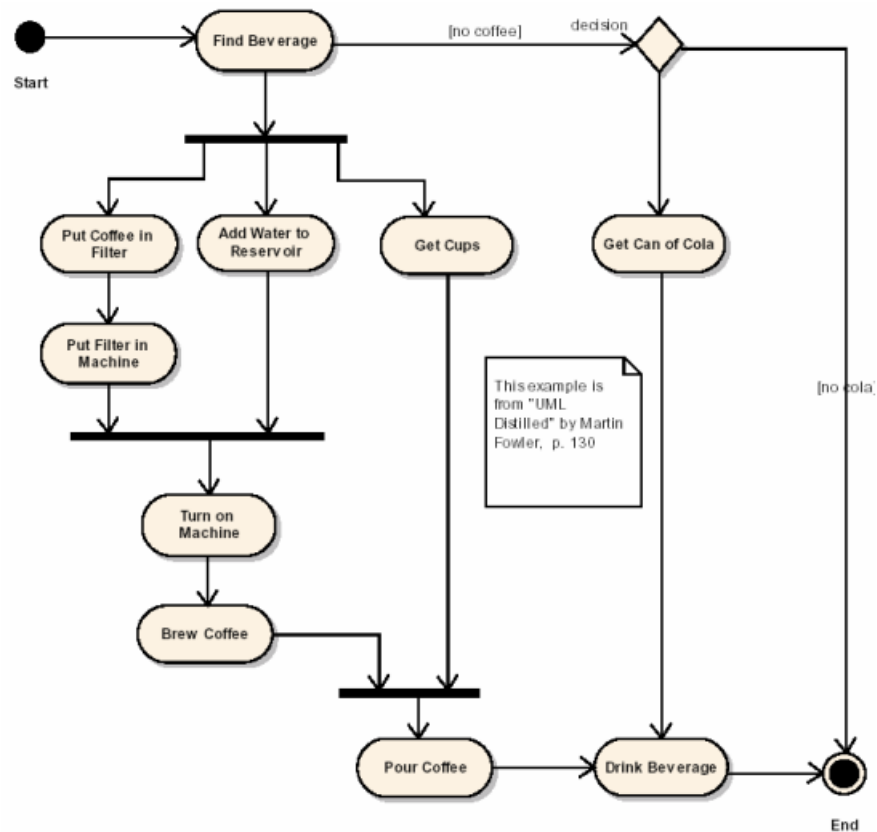 Find Beverage
[no coffee]
decision
Start
Put Coffee in
Filter
Add Water to
Reservoir
Get Cups
Get Can of Cola
Put Filter in
Machine
This example is
from "UML
Distilled" by Martin
Fowler, p. 130
[no cola]
Turn on
Machine
Brew Coffee
Pour Coffee
Drink Beverage
End